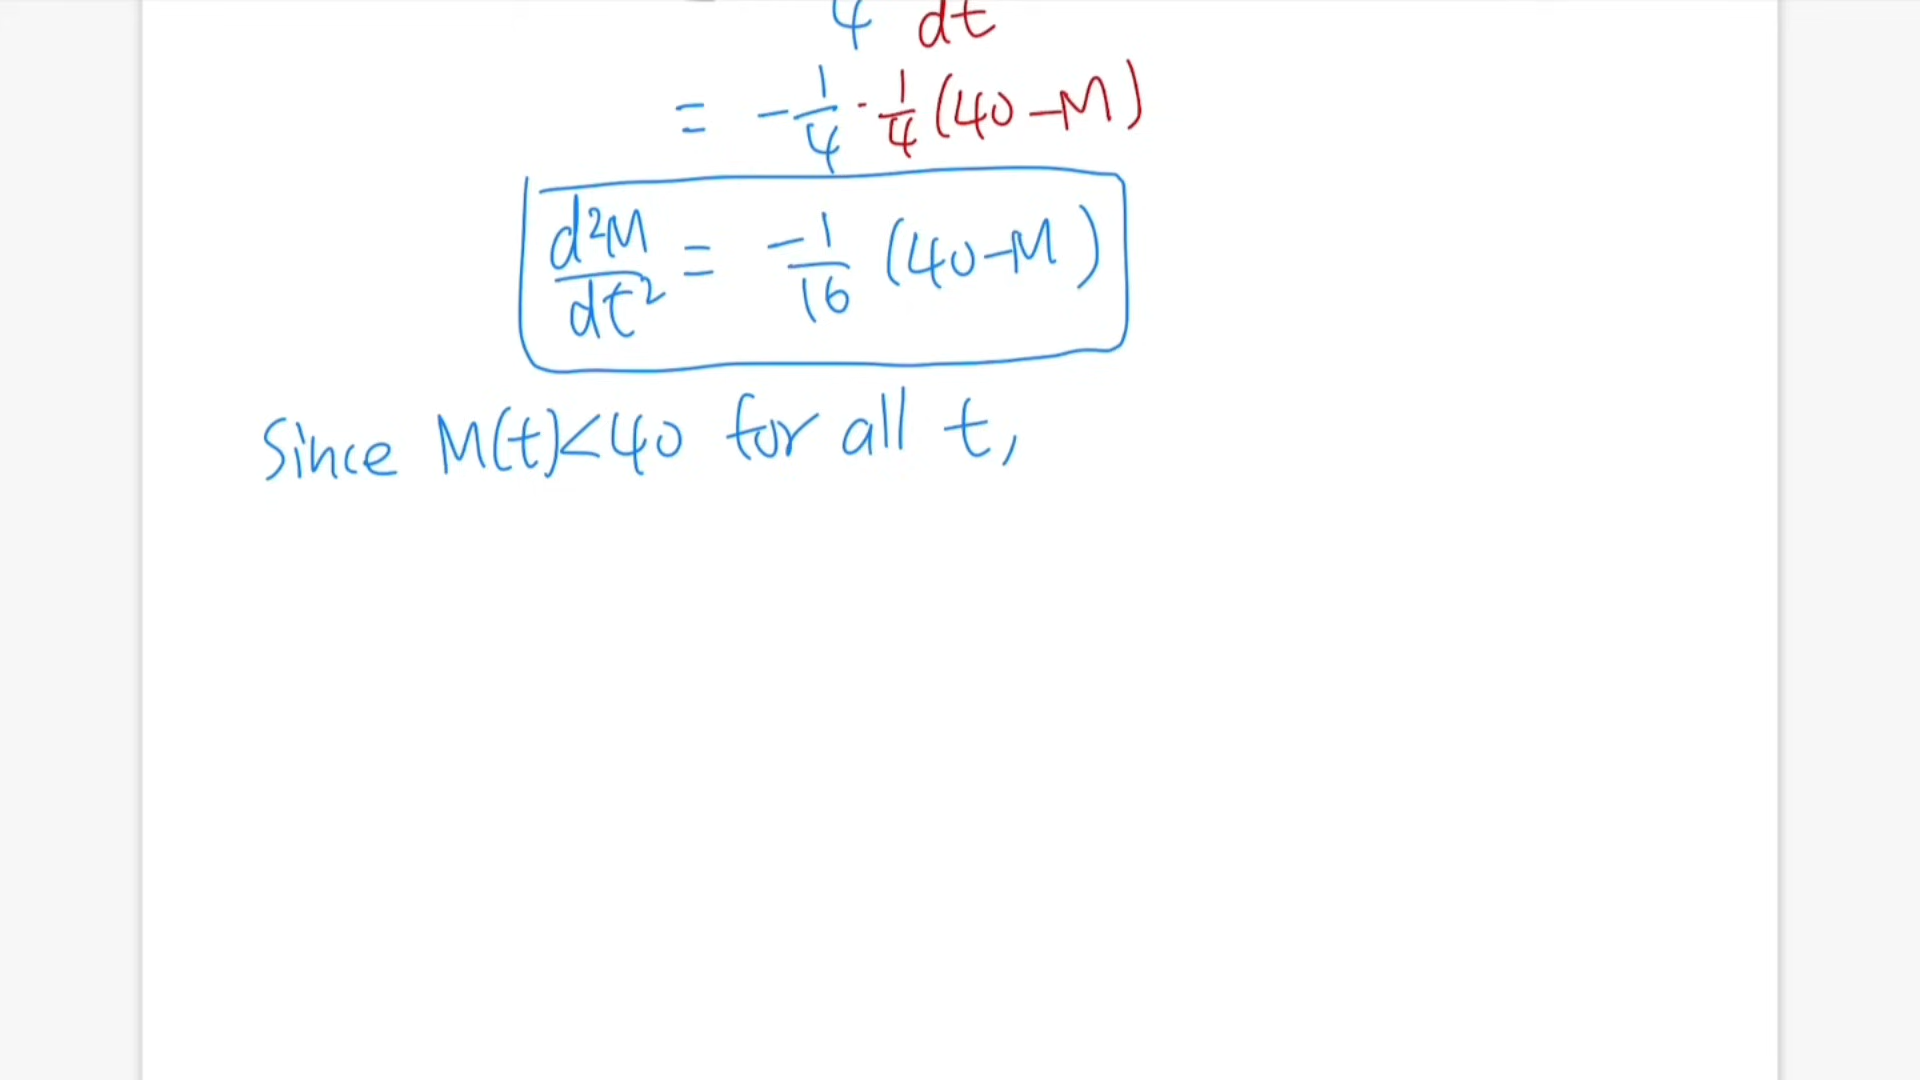 4 dt
= -1/4 · 1/4 (40-M)
d²M/dt² = -1/16 (40-M)
Since M(t)<40 for all t,